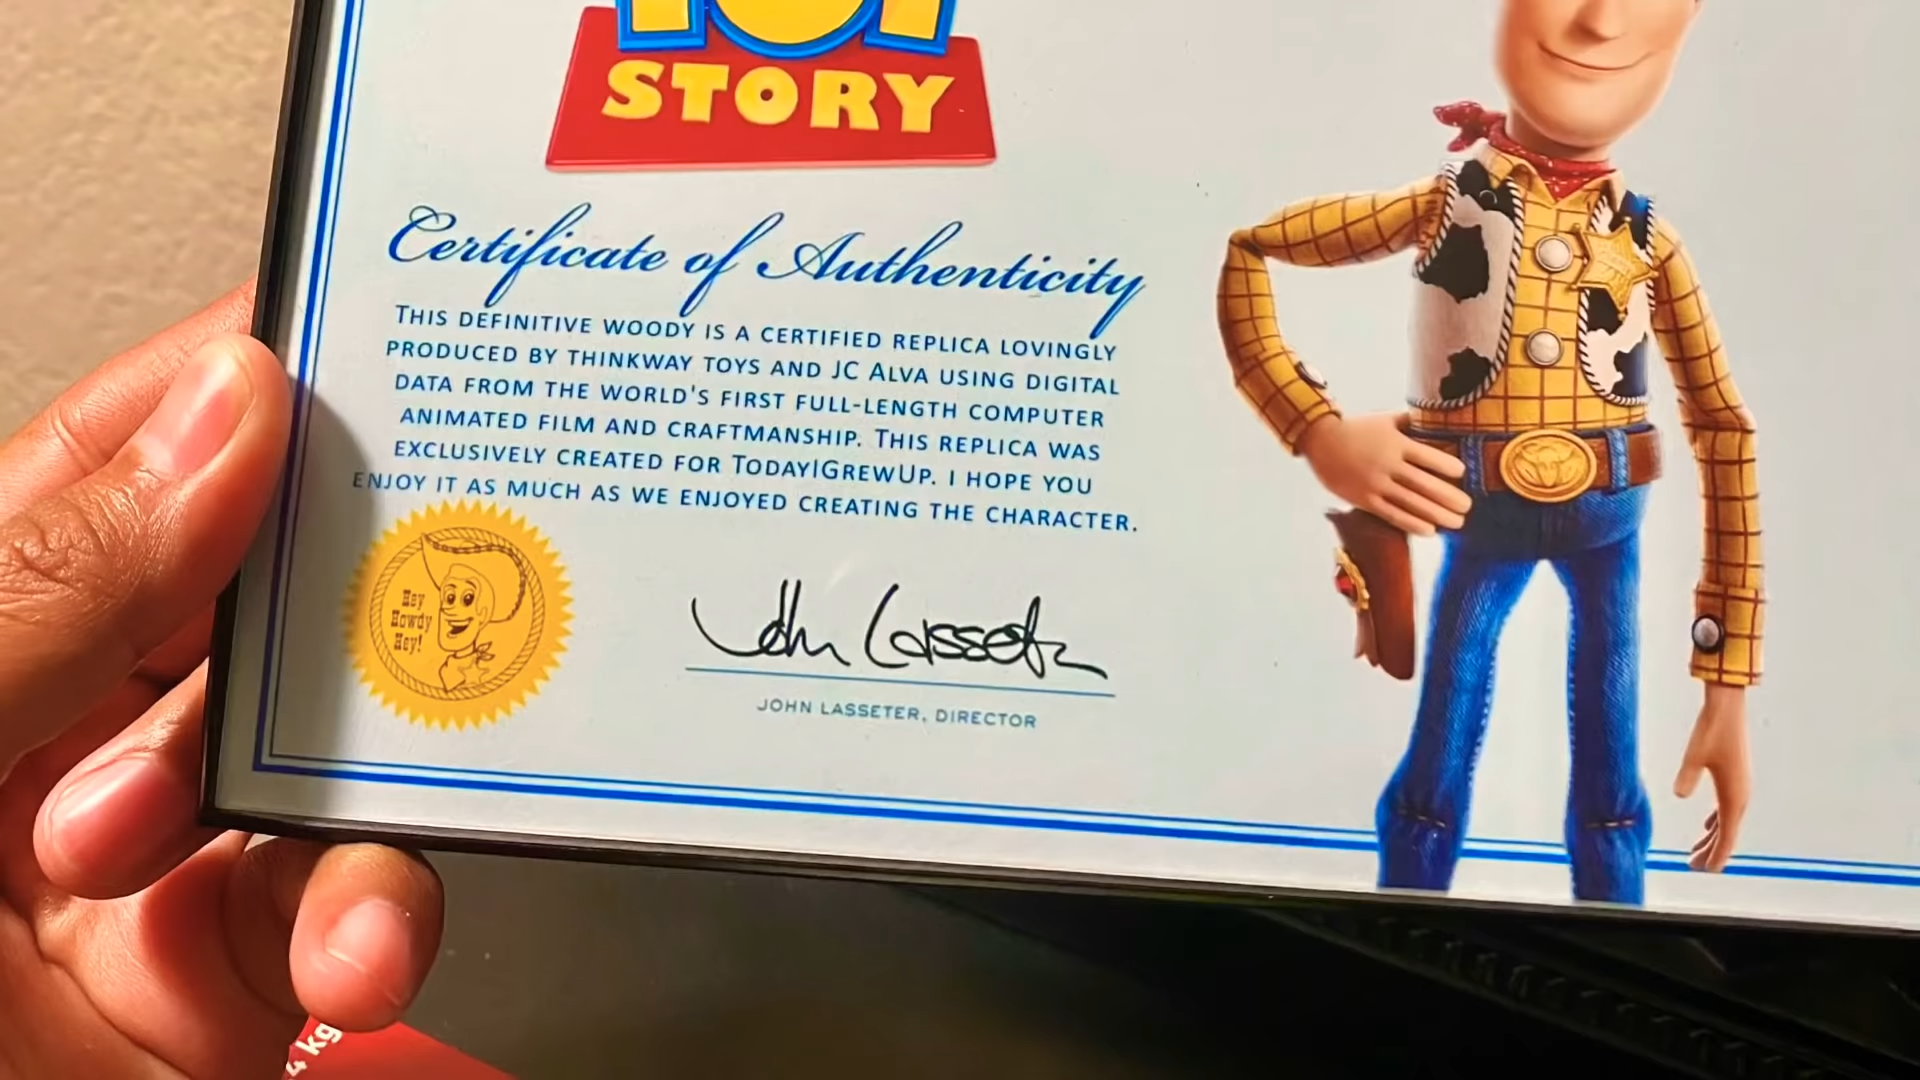 TOY
STORY
Certificate of Authenticity
THIS DEFINITIVE WOODY IS A CERTIFIED REPLICA LOVINGLY
PRODUCED BY THINKWAY TOYS AND JC ALVA USING DIGITAL
DATA FROM THE WORLD'S FIRST FULL-LENGTH COMPUTER
ANIMATED FILM AND CRAFTMANSHIP. THIS REPLICA WAS
EXCLUSIVELY CREATED FOR TODAYIGREWUP. I HOPE YOU
ENJOY IT AS MUCH AS WE ENJOYED CREATING THE CHARACTER.
Hey
Howdy
Hey!
John Lasseter
JOHN LASSETER, DIRECTOR
4 kg